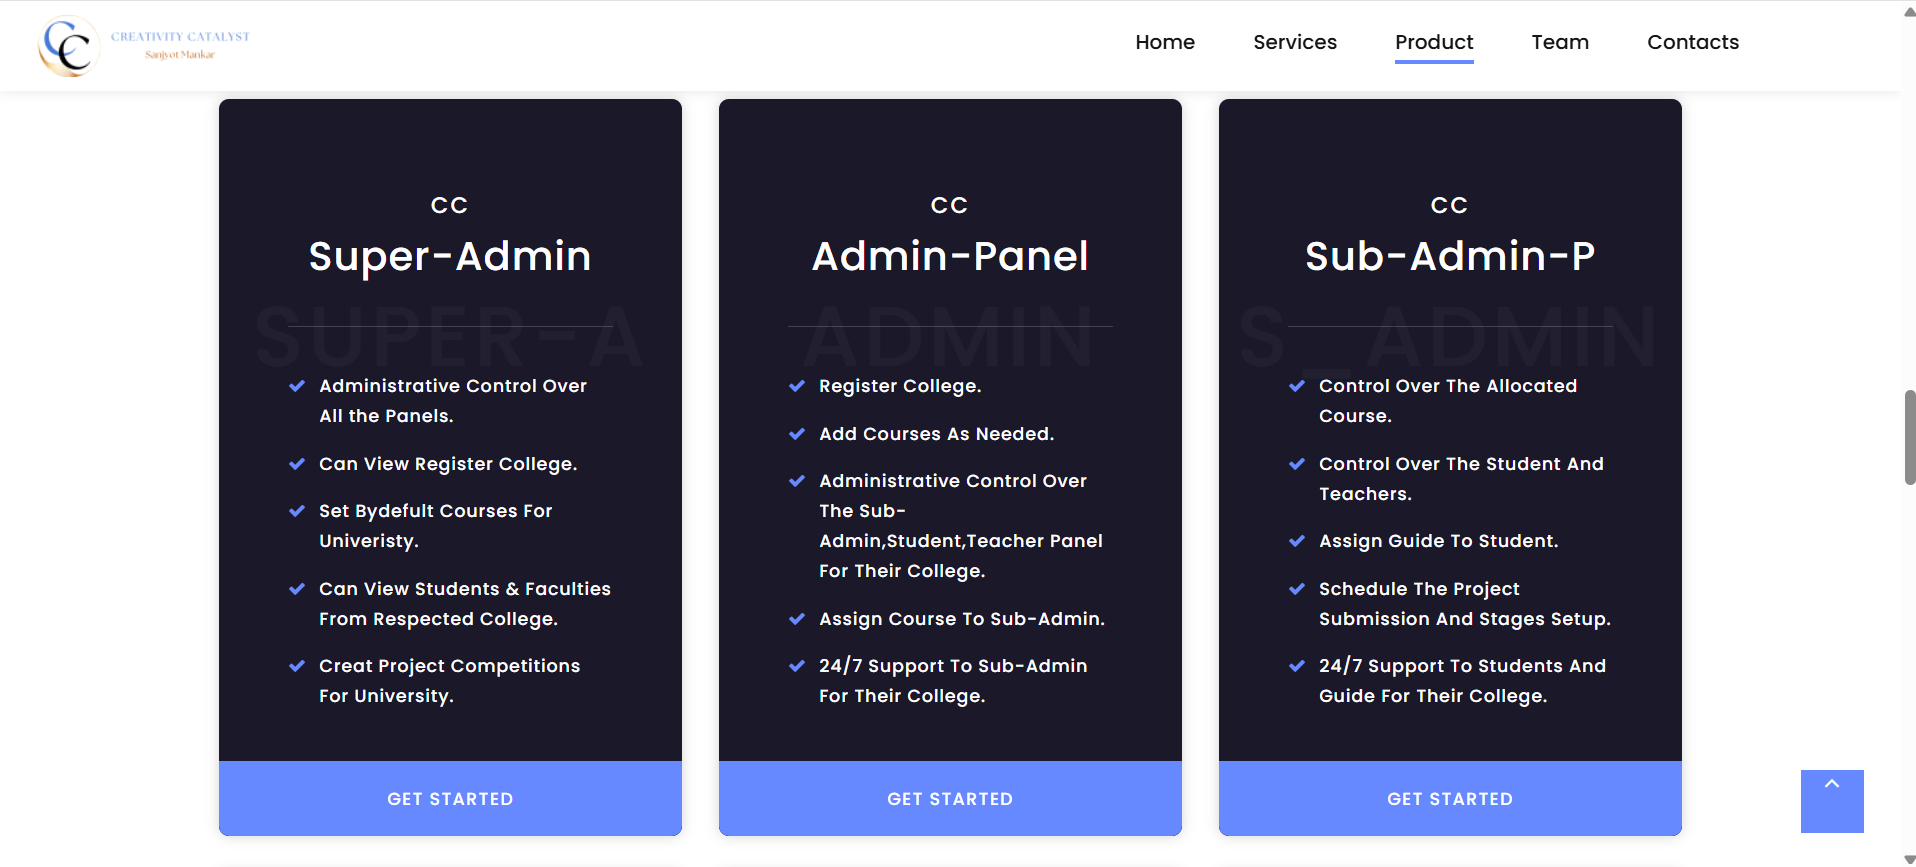 CREATIVITY CATALYST
Sanjyot Mankar
Home Services Product Team Contacts
CC
Super-Admin
SUPER-A
Administrative Control Over
All the Panels.
Can View Register College.
Set Bydefult Courses For
Univeristy.
Can View Students & Faculties
From Respected College.
Creat Project Competitions
For University.
GET STARTED
CC
Admin-Panel
ADMIN
Register College.
Add Courses As Needed.
Administrative Control Over
The Sub-
Admin,Student,Teacher Panel
For Their College.
Assign Course To Sub-Admin.
24/7 Support To Sub-Admin
For Their College.
GET STARTED
CC
Sub-Admin-P
S_ADMIN
Control Over The Allocated
Course.
Control Over The Student And
Teachers.
Assign Guide To Student.
Schedule The Project
Submission And Stages Setup.
24/7 Support To Students And
Guide For Their College.
GET STARTED